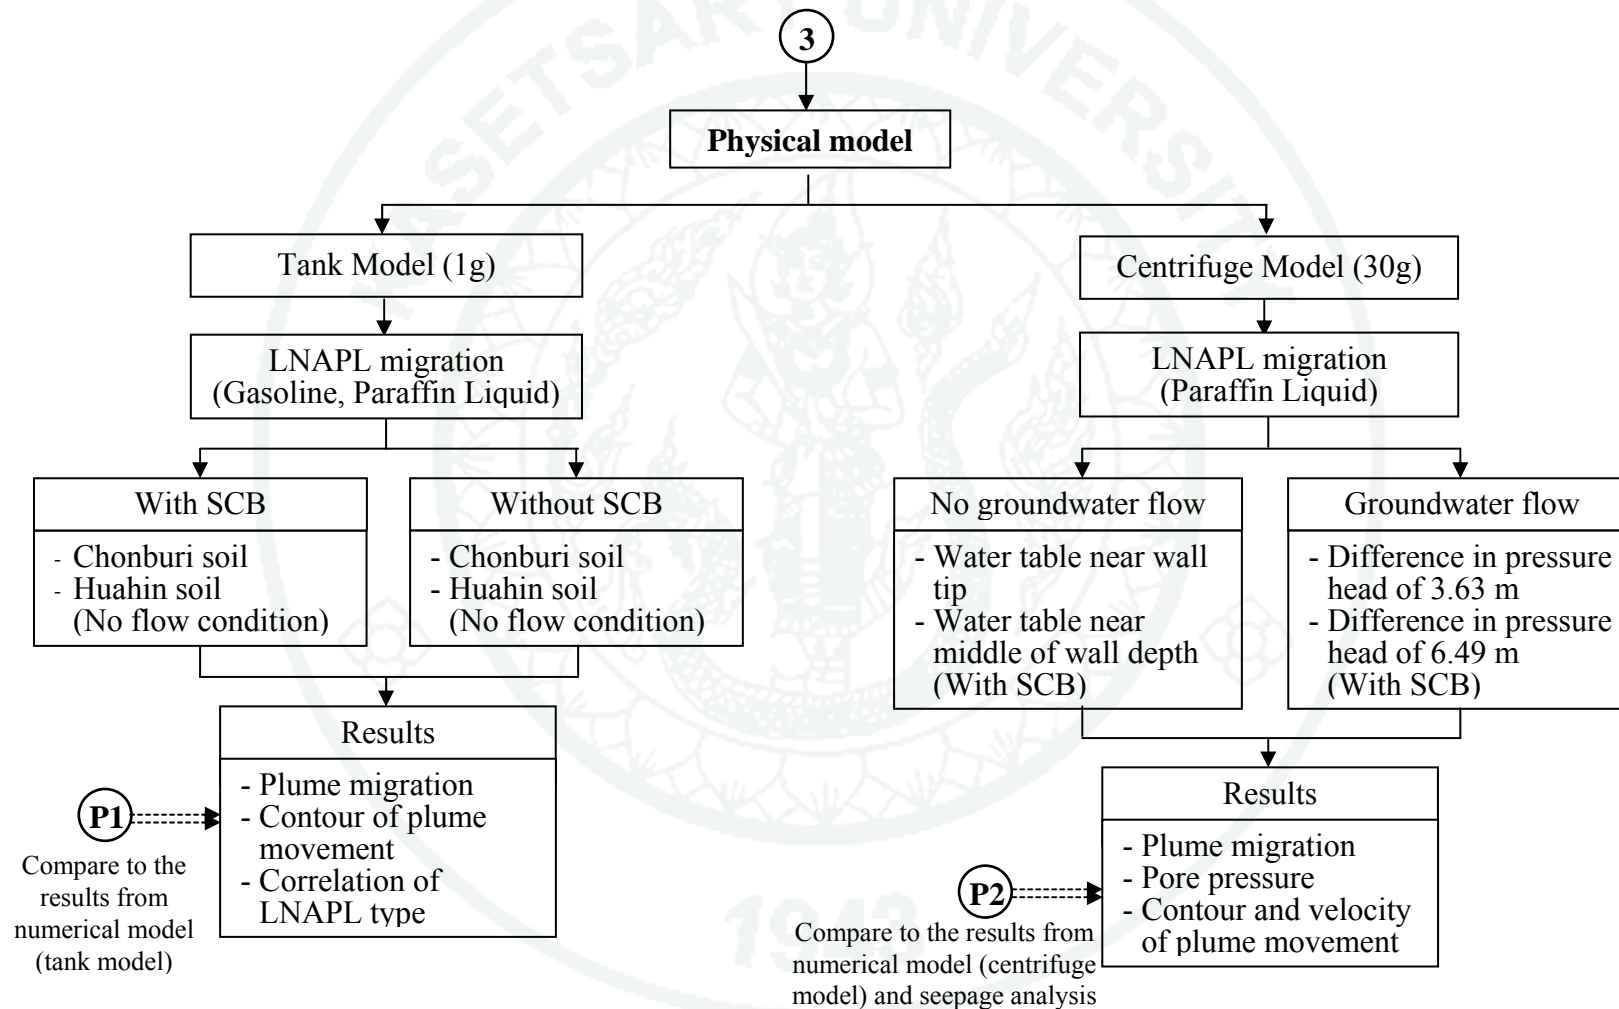 KASETSART UNIVERSITY
3
Physical model
Tank Model (1g)
Centrifuge Model (30g)
LNAPL migration
(Gasoline, Paraffin Liquid)
LNAPL migration
(Paraffin Liquid)
With SCB
- Chonburi soil
- Huahin soil
(No flow condition)
Without SCB
- Chonburi soil
- Huahin soil
(No flow condition)
No groundwater flow
- Water table near wall
tip
- Water table near
middle of wall depth
(With SCB)
Groundwater flow
- Difference in pressure
head of 3.63 m
- Difference in pressure
head of 6.49 m
(With SCB)
Results
- Plume migration
- Contour of plume
movement
- Correlation of
LNAPL type
P1
Compare to the
results from
numerical model
(tank model)
Results
- Plume migration
- Pore pressure
- Contour and velocity
of plume movement
P2
Compare to the results from
numerical model (centrifuge
model) and seepage analysis
1943